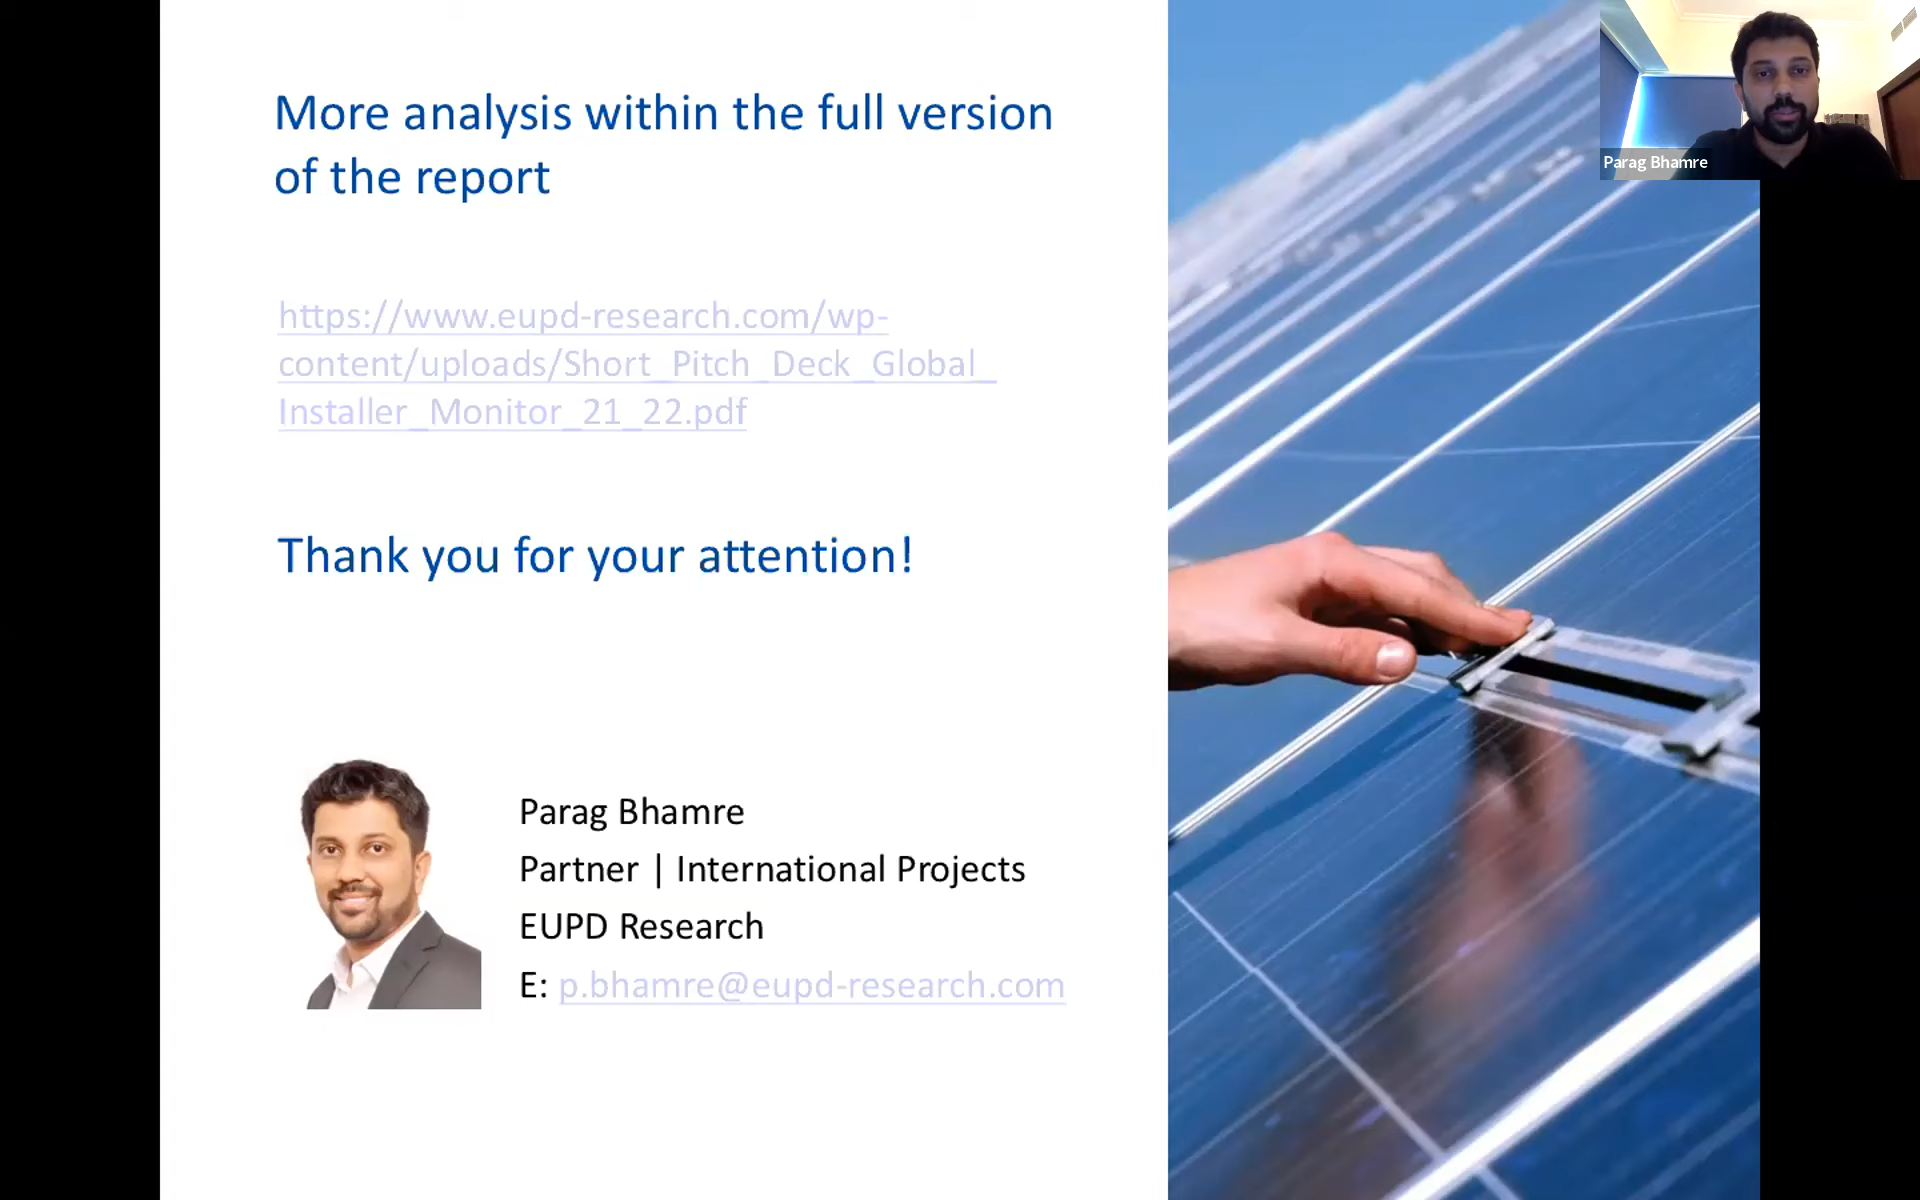 More analysis within the full version
of the report
https://www.eupd-research.com/wp-
content/uploads/Short_Pitch_Deck_Global_
Installer_Monitor_21_22.pdf
Thank you for your attention!
Parag Bhamre
Partner | International Projects
EUPD Research
E: p.bhamre@eupd-research.com
Parag Bhamre